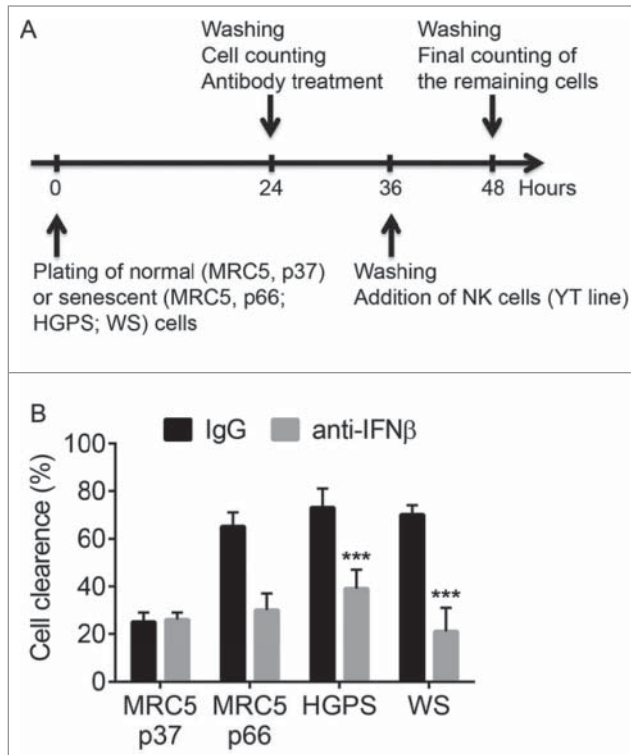 A
Washing
Cell counting
Antibody treatment
Washing
Final counting of
the remaining cells
0
24
36
48
Hours
Plating of normal (MRC5, p37)
or senescent (MRC5, p66;
HGPS; WS) cells
Washing
Addition of NK cells (YT line)
B
IgG
anti-IFNβ
Cell clearence (%)
100
80
60
40
20
0
***
***
MRC5
p37
MRC5
p66
HGPS
WS